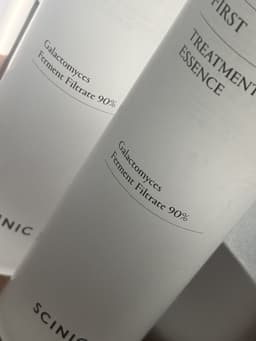 Galactomyces
Ferment Filtrate 90%
FIRST
TREATMENT
ESSENCE
Galactomyces
Ferment Filtrate 90%
SCINIC